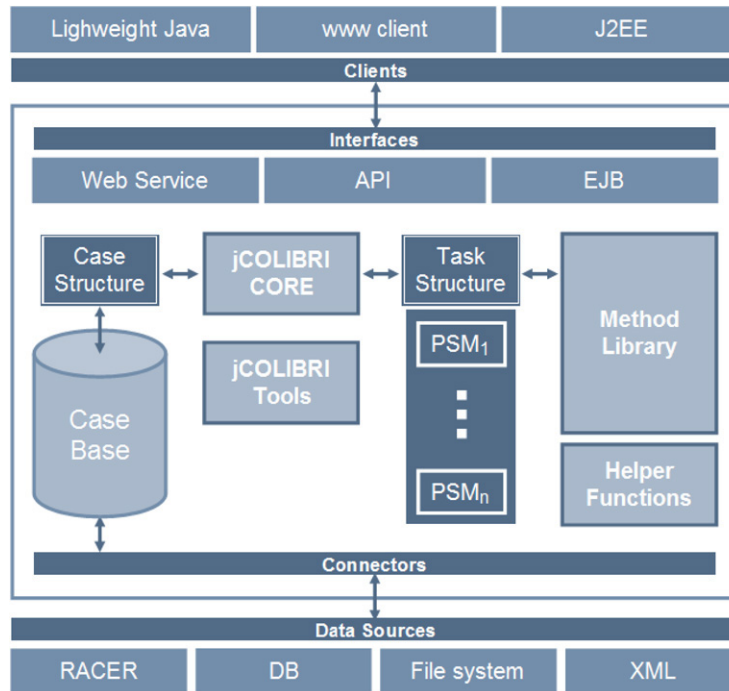 Lighweight Java
www client
J2EE
Clients
Interfaces
Web Service
API
EJB
Case
Structure
jCOLIBRI
CORE
Task
Structure
Method
Library
PSM1
jCOLIBRI
Tools
Case
Base
PSMn
Helper
Functions
Connectors
Data Sources
RACER
DB
File system
XML